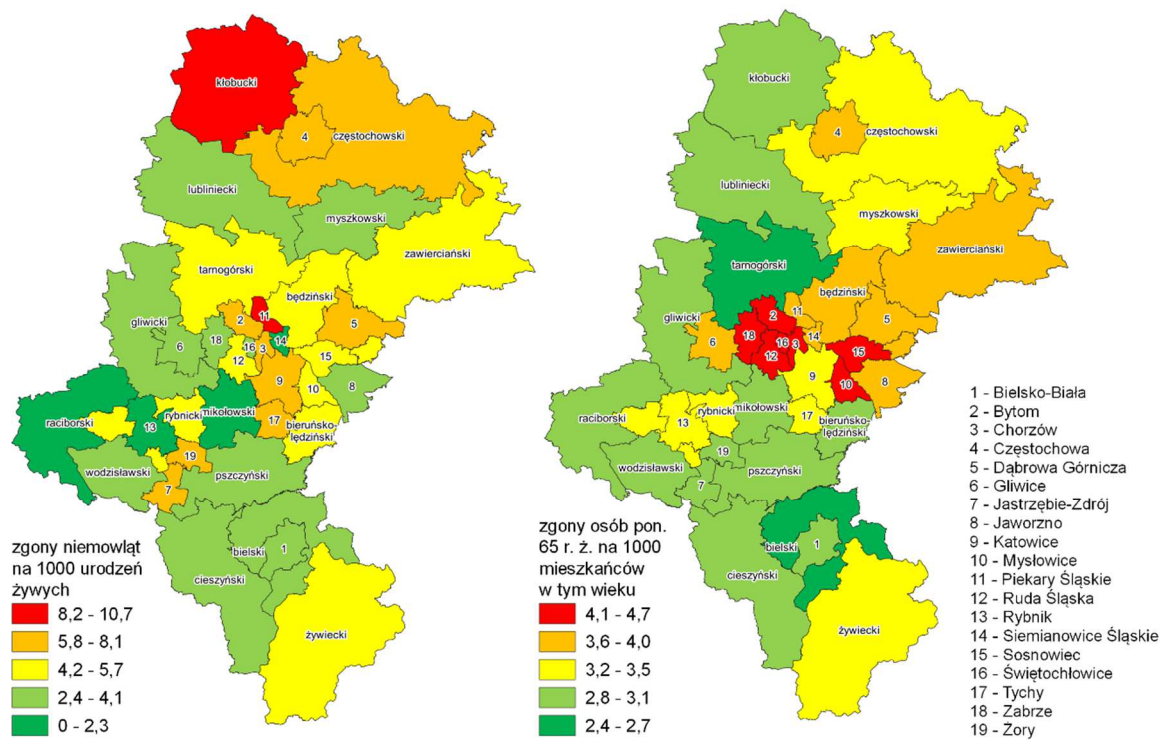 kłobucki
4
częstochowski
lubliniecki
myszkowski
zawierciański
tarnogórski
będziński
gliwicki
11
2
5
14
18
16
3
6
12
15
9
10
8
raciborski
rybnicki
mikołowski
13
17
bieruńsko-
lędziński
19
wodzisławski
pszczyński
7
bielski
1
cieszyński
żywiecki
zgony niemowląt
na 1000 urodzeń
żywych
8,2 - 10,7
5,8 - 8,1
4,2 - 5,7
2,4 - 4,1
0 - 2,3
kłobucki
4
częstochowski
lubliniecki
myszkowski
zawierciański
tarnogórski
będziński
gliwicki
11
2
5
18
14
6
16
3
12
15
9
10
8
raciborski
rybnicki
mikołowski
13
17
bieruńsko-
lędziński
19
wodzisławski
pszczyński
7
bielski
1
cieszyński
żywiecki
zgony osób pon.
65 r. ż. na 1000
mieszkańców
w tym wieku
4,1 - 4,7
3,6 - 4,0
3,2 - 3,5
2,8 - 3,1
2,4 - 2,7
1 - Bielsko-Biała
2 - Bytom
3 - Chorzów
4 - Częstochowa
5 - Dąbrowa Górnicza
6 - Gliwice
7 - Jastrzębie-Zdrój
8 - Jaworzno
9 - Katowice
10 - Mysłowice
11 - Piekary Śląskie
12 - Ruda Śląska
13 - Rybnik
14 - Siemianowice Śląskie
15 - Sosnowiec
16 - Świętochłowice
17 - Tychy
18 - Zabrze
19 - Żory